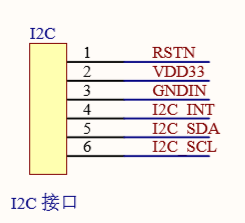 I2C
1 RSTN
2 VDD33
3 GNDIN
4 I2C_INT
5 I2C_SDA
6 I2C_SCL
I2C 接口